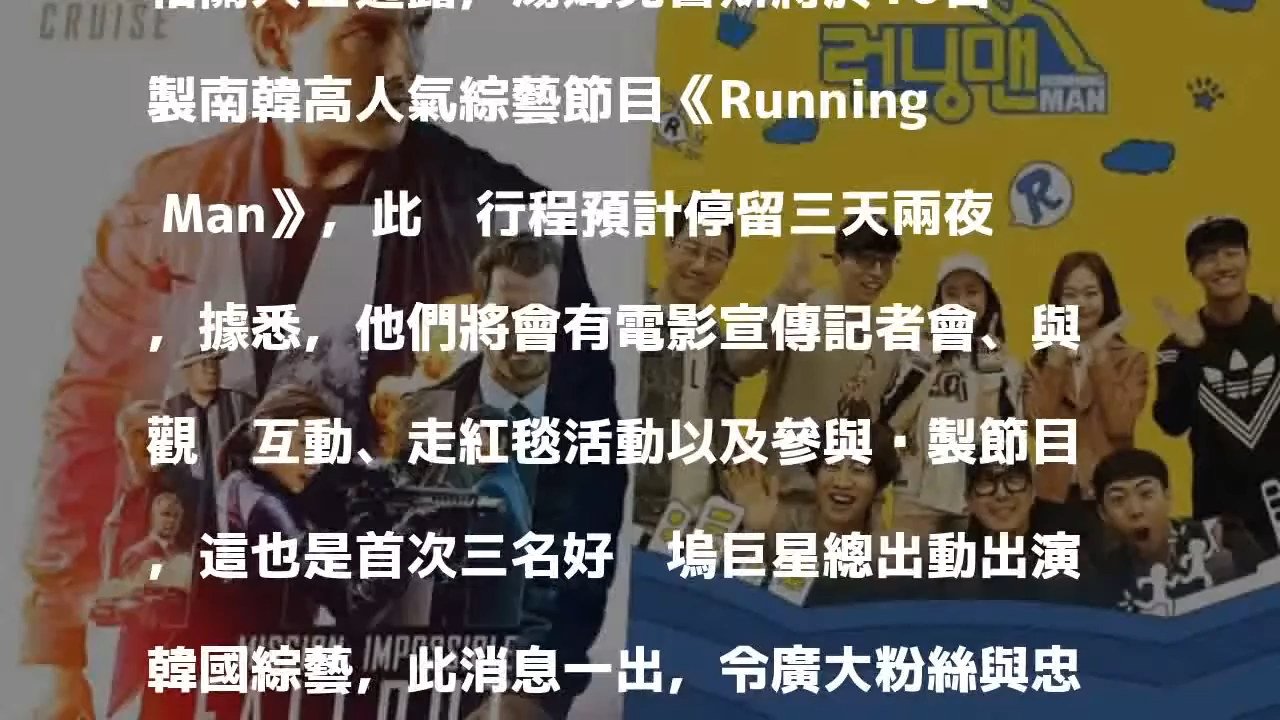 CRUISE
러닝맨
RUNNING
MAN
R
R
製南韓高人氣綜藝節目《Running
Man》，此 行程預計停留三天兩夜
，據悉，他們將會有電影宣傳記者會、與
觀 互動、走紅毯活動以及參與·製節目
，這也是首次三名好 塢巨星總出動出演
韓國綜藝，此消息一出，令廣大粉絲與忠
MISSION: IMPOSSIBLE